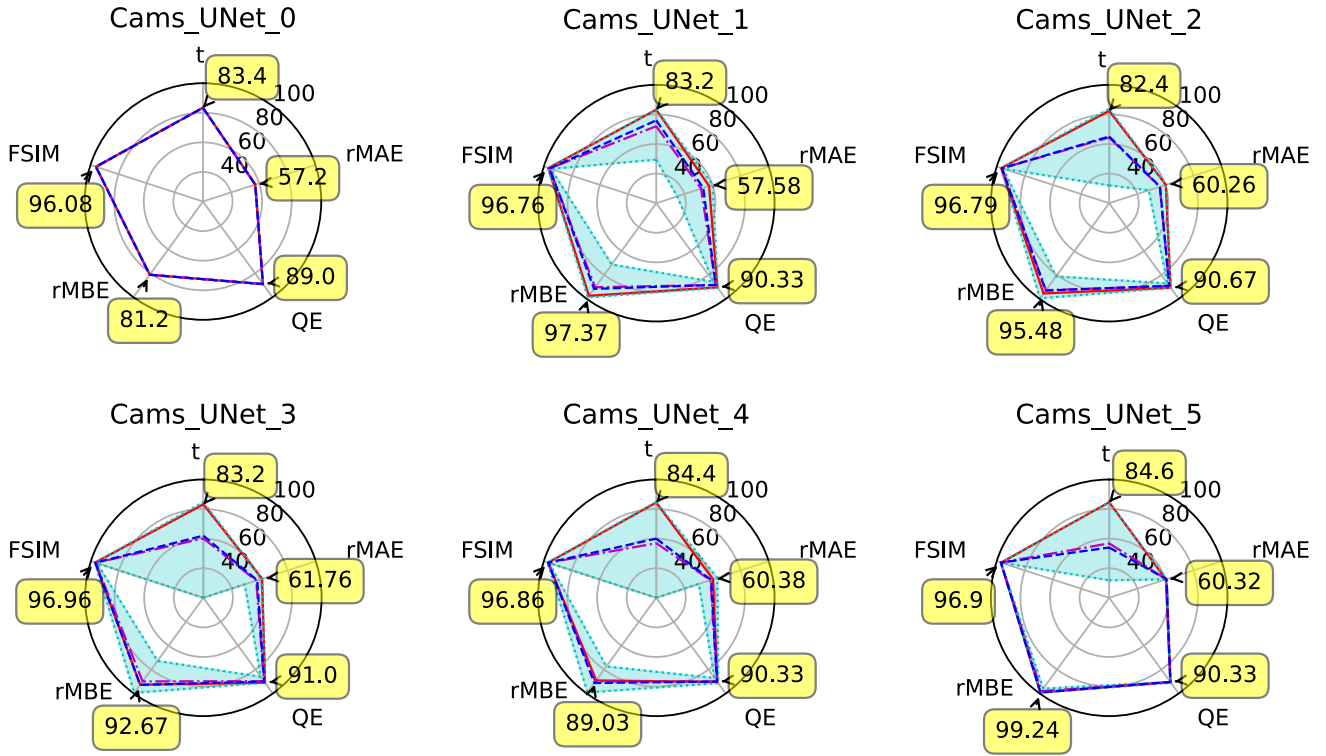 Cams_UNet_0
t
83.4
100
80
60
40
rMAE
57.2
FSIM
96.08
rMBE
81.2
89.0
QE
Cams_UNet_1
t
83.2
100
80
60
40
rMAE
57.58
FSIM
96.76
rMBE
97.37
90.33
QE
Cams_UNet_2
t
82.4
100
80
60
40
rMAE
60.26
FSIM
96.79
rMBE
95.48
90.67
QE
Cams_UNet_3
t
83.2
100
80
60
40
rMAE
61.76
FSIM
96.96
rMBE
92.67
91.0
QE
Cams_UNet_4
t
84.4
100
80
60
40
rMAE
60.38
FSIM
96.86
rMBE
89.03
90.33
QE
Cams_UNet_5
t
84.6
100
80
60
40
rMAE
60.32
FSIM
96.9
rMBE
99.24
90.33
QE